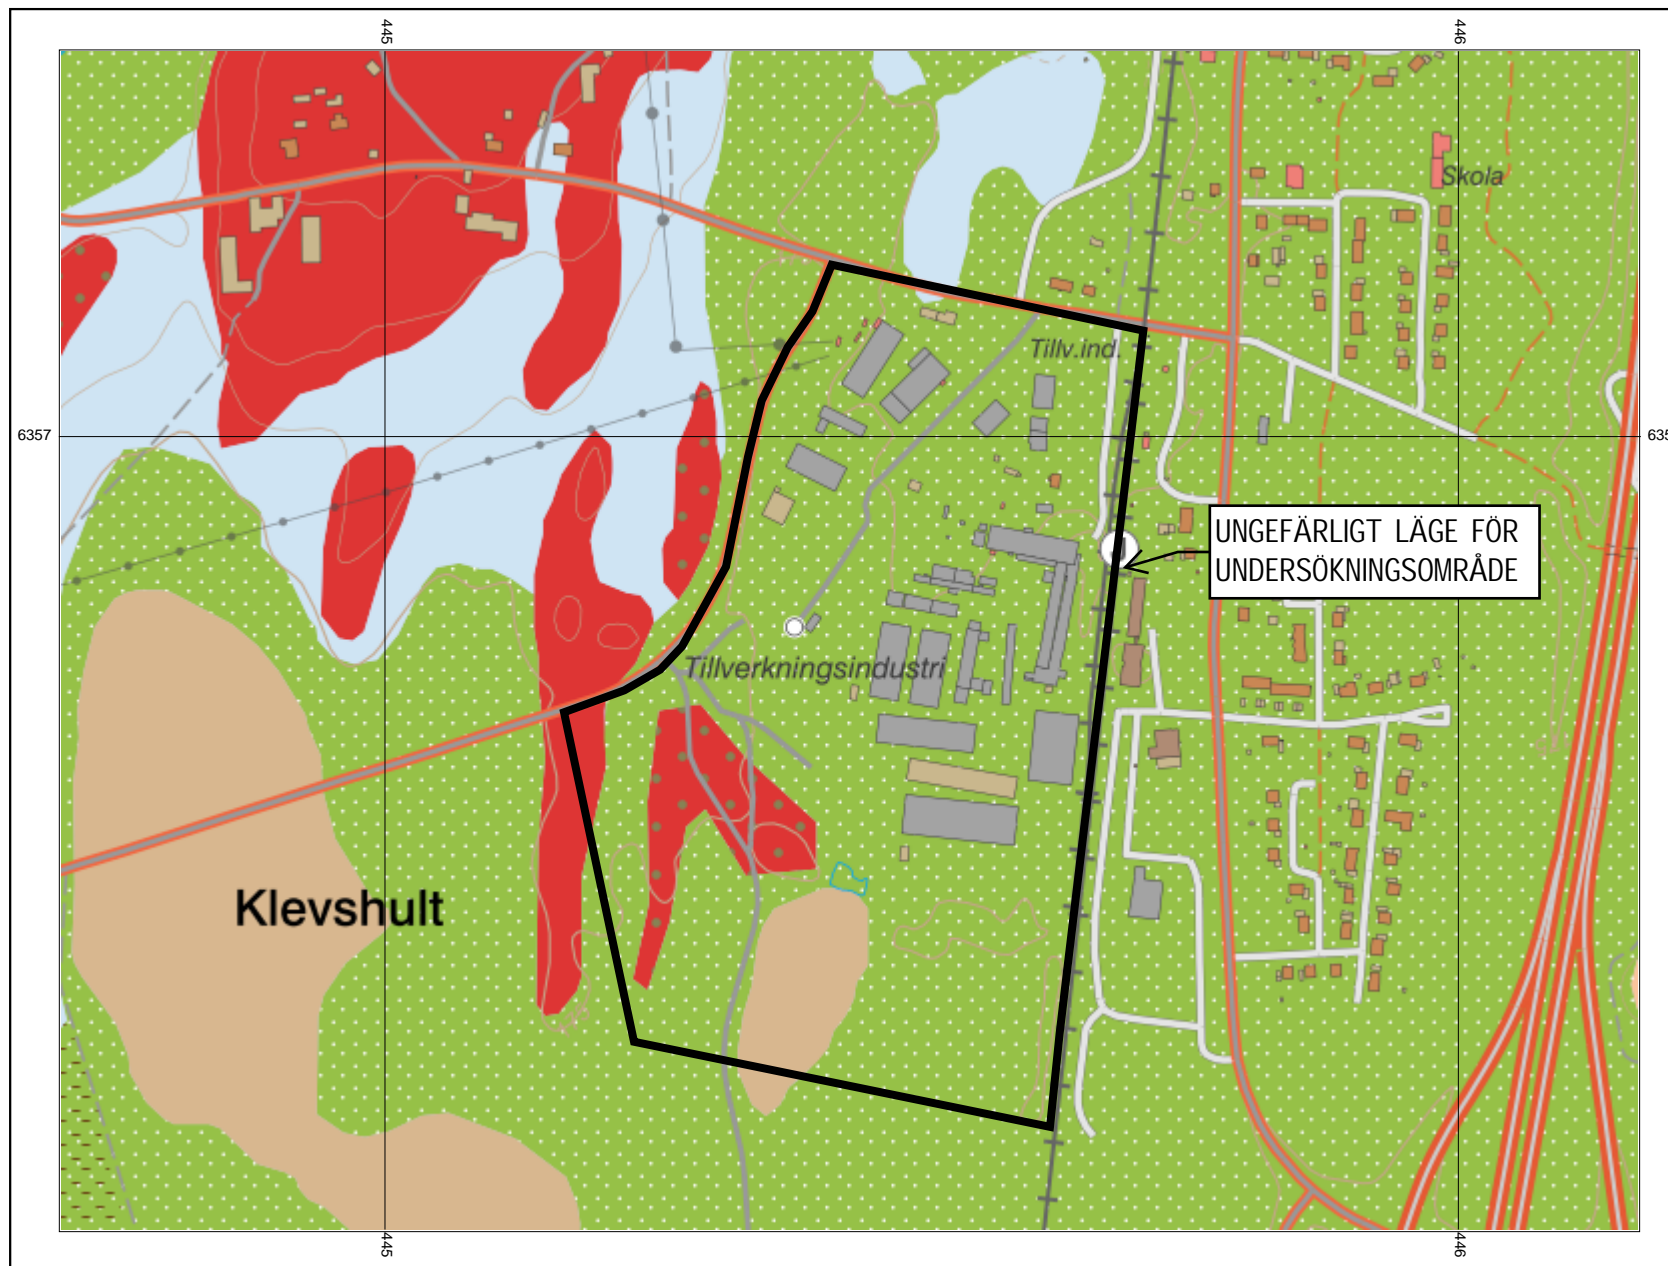 445
446
Skola
Tillv.ind.
6357
635
UNGEFÄRLIGT LÄGE FÖR
UNDERSÖKNINGSOMRÅDE
Tillverkningsindustri
Klevshult
445
446